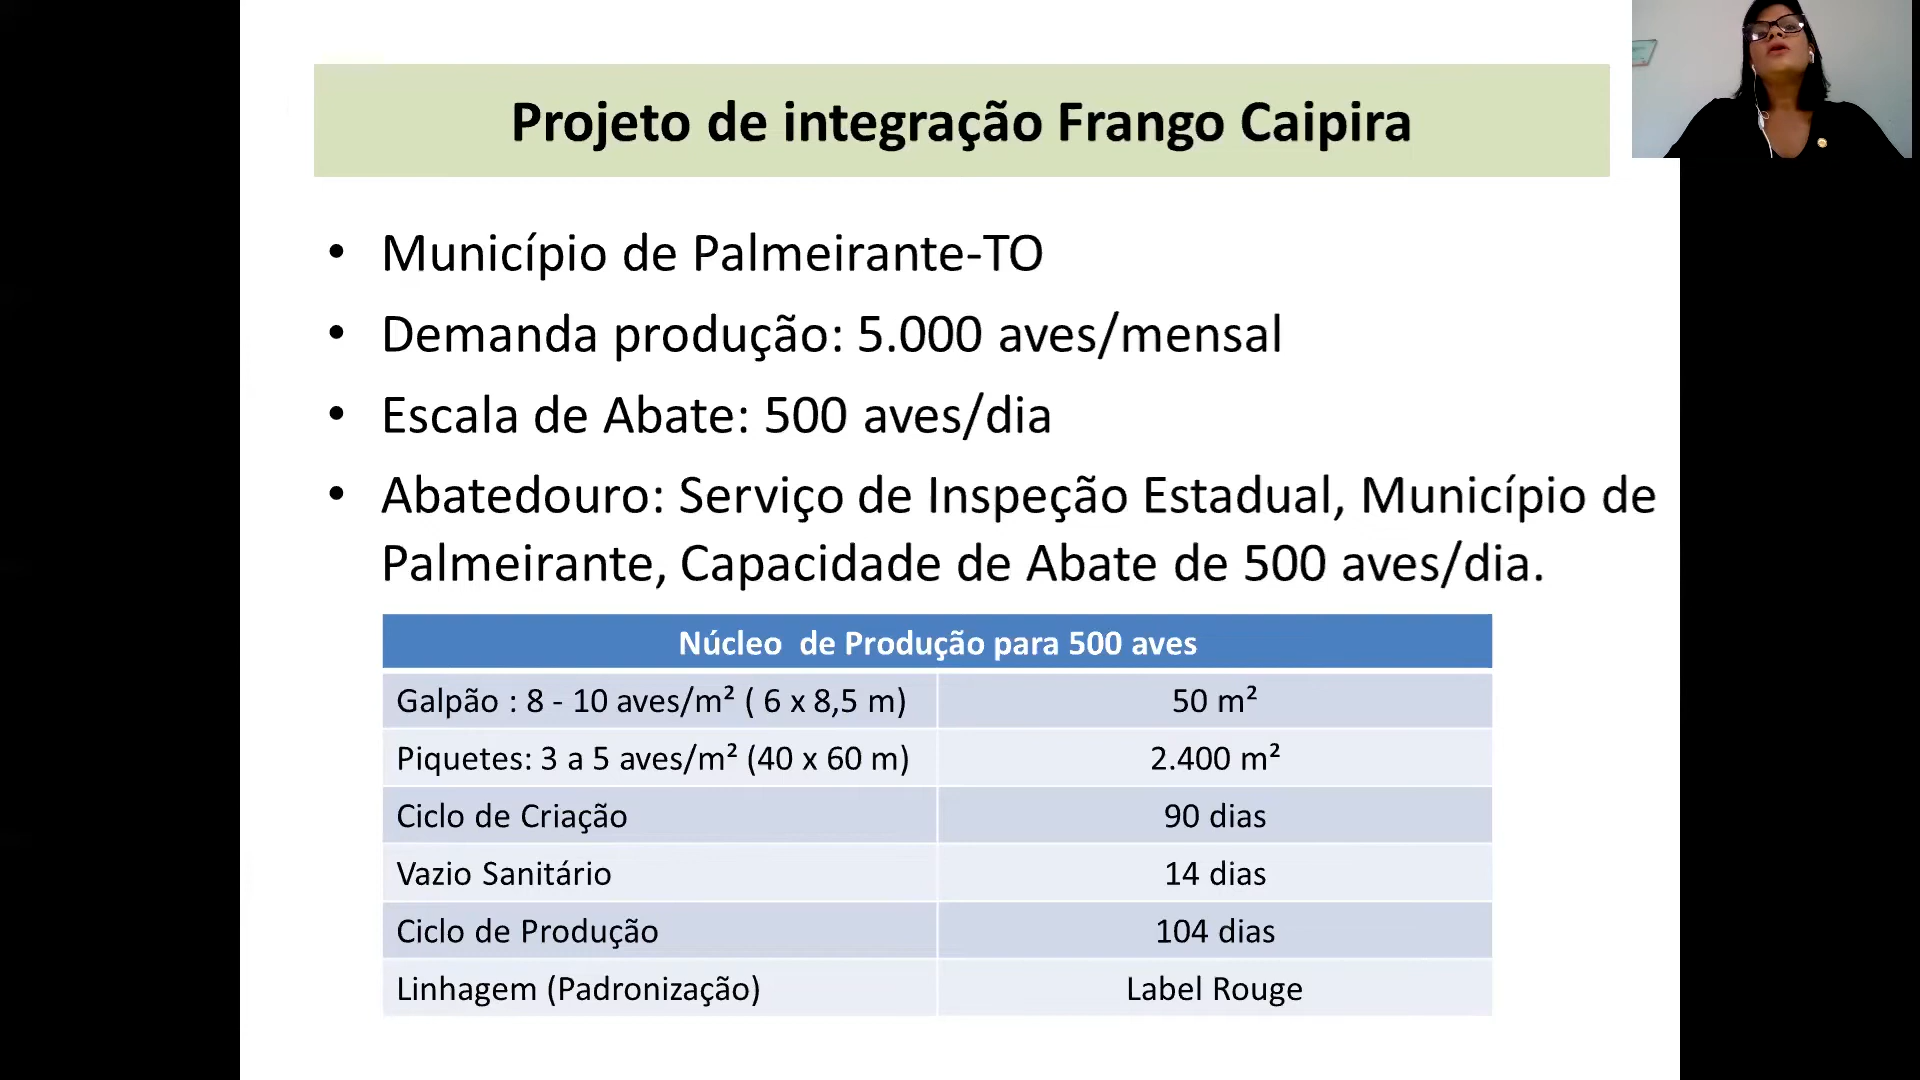 Projeto de integração Frango Caipira
• Município de Palmeirante-TO
• Demanda produção: 5.000 aves/mensal
• Escala de Abate: 500 aves/dia
• Abatedouro: Serviço de Inspeção Estadual, Município de
Palmeirante, Capacidade de Abate de 500 aves/dia.
Núcleo de Produção para 500 aves
Galpão : 8 - 10 aves/m² ( 6 x 8,5 m) 50 m²
Piquetes: 3 a 5 aves/m² (40 x 60 m) 2.400 m²
Ciclo de Criação 90 dias
Vazio Sanitário 14 dias
Ciclo de Produção 104 dias
Linhagem (Padronização) Label Rouge